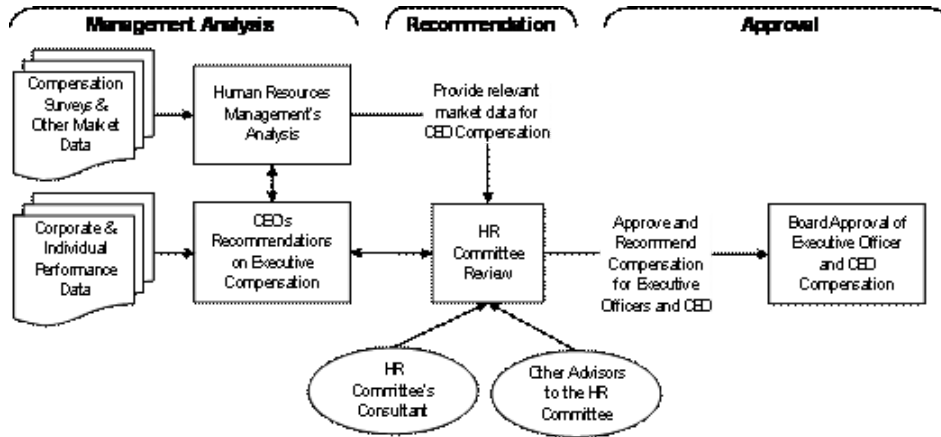 Management Analysis
Recommendation
Approval
Compensation
Surveys &
Other Market
Data
Human Resources
Management's
Analysis
Provide relevant
market data for
CEO Compensation
Corporate &
Individual
Performance
Data
CEOs
Recommendations
on Executive
Compensation
HR
Committee
Review
Approve and
Recommend
Compensation
for Executive
Officers and CEO
Board Approval of
Executive Officer
and CEO
Compensation
HR
Committee's
Consultant
Other Advisors
to the HR
Committee